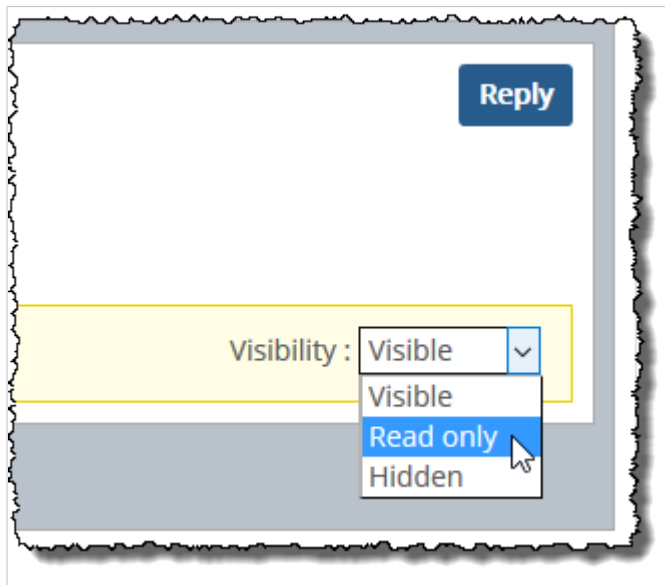 Reply
Visibility : Visible
Visible
Read only
Hidden